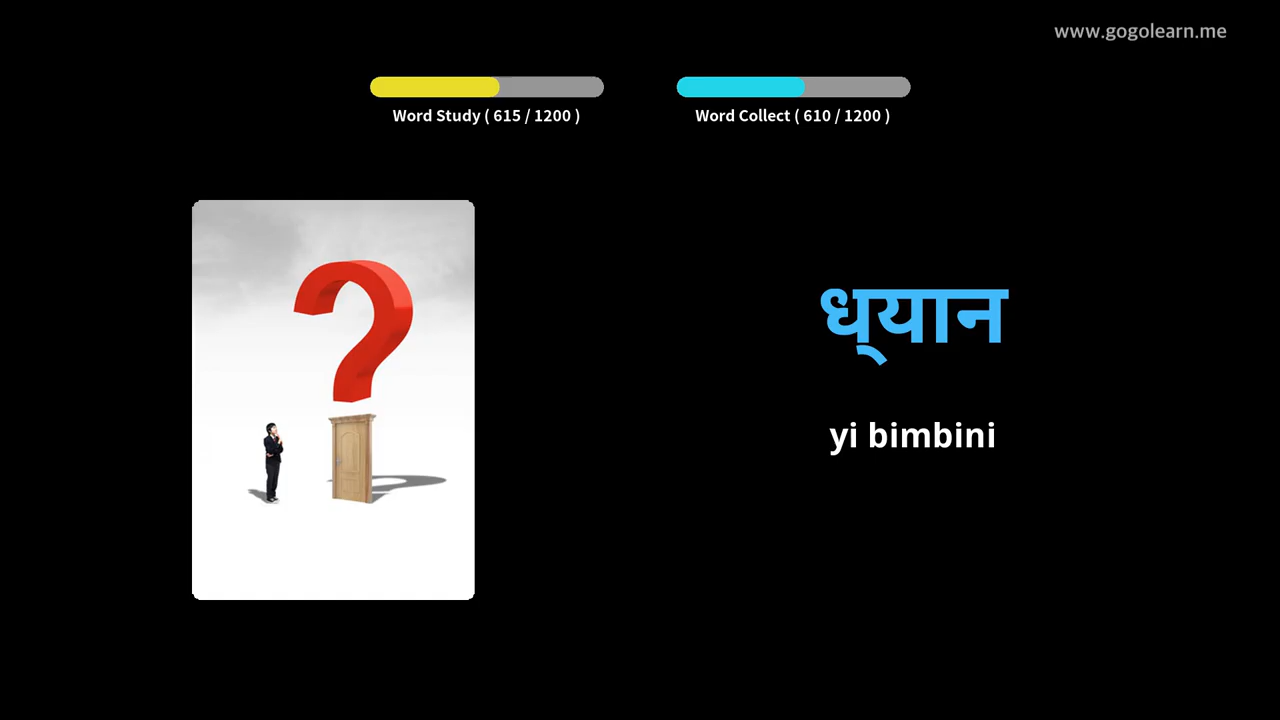 www.gogolearn.me
Word Study ( 615 / 1200 )
Word Collect ( 610 / 1200 )
ध्यान
yi bimbini